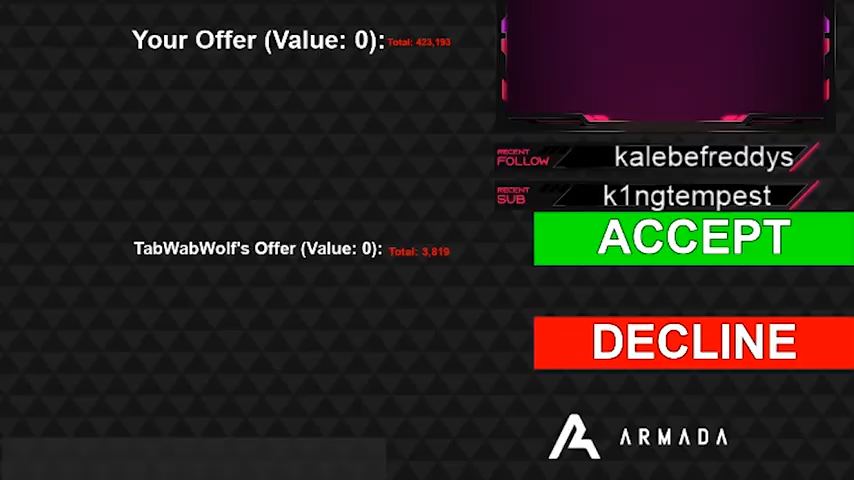 Your Offer (Value: 0): Total: 423,193
RECENT FOLLOW kalebefreddys
RECENT SUB k1ngtempest
ACCEPT
TabWabWolf's Offer (Value: 0): Total: 3,819
DECLINE
ARMADA